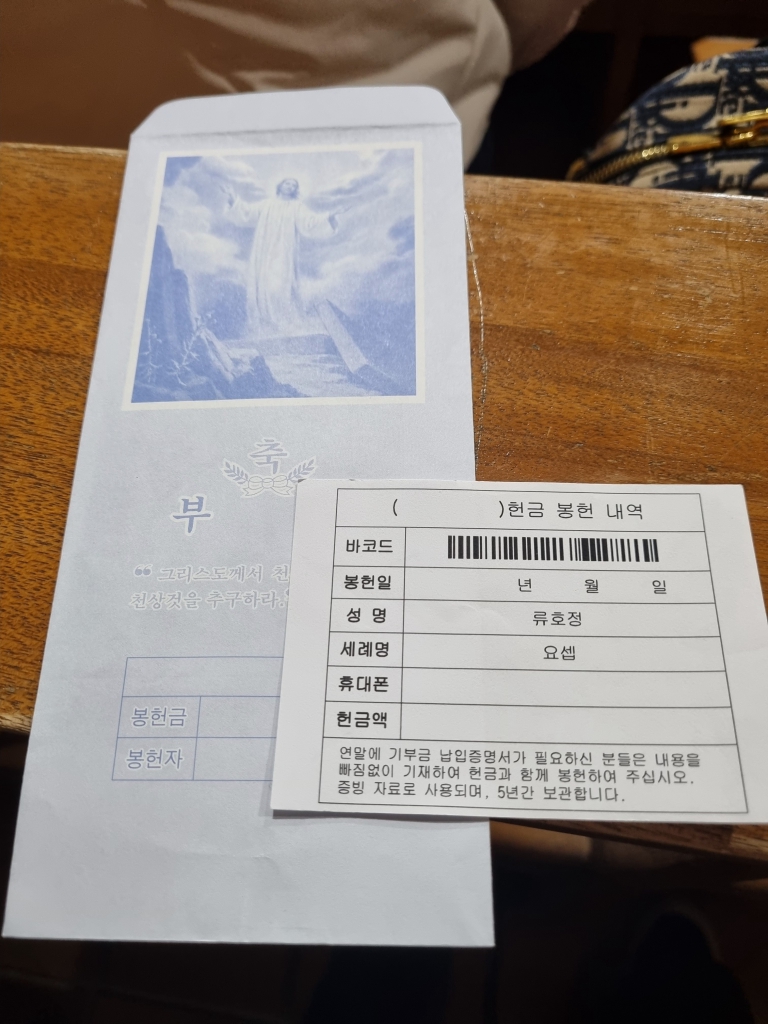 축
부
❝ 그리스도께서 천
천상것을 추구하라.
봉헌금
봉헌자
( )헌금 봉헌 내역
바코드
봉헌일 년 월 일
성 명 류호정
세례명 요셉
휴대폰
헌금액
연말에 기부금 납입증명서가 필요하신 분들은 내용을
빠짐없이 기재하여 헌금과 함께 봉헌하여 주십시오.
증빙 자료로 사용되며, 5년간 보관합니다.